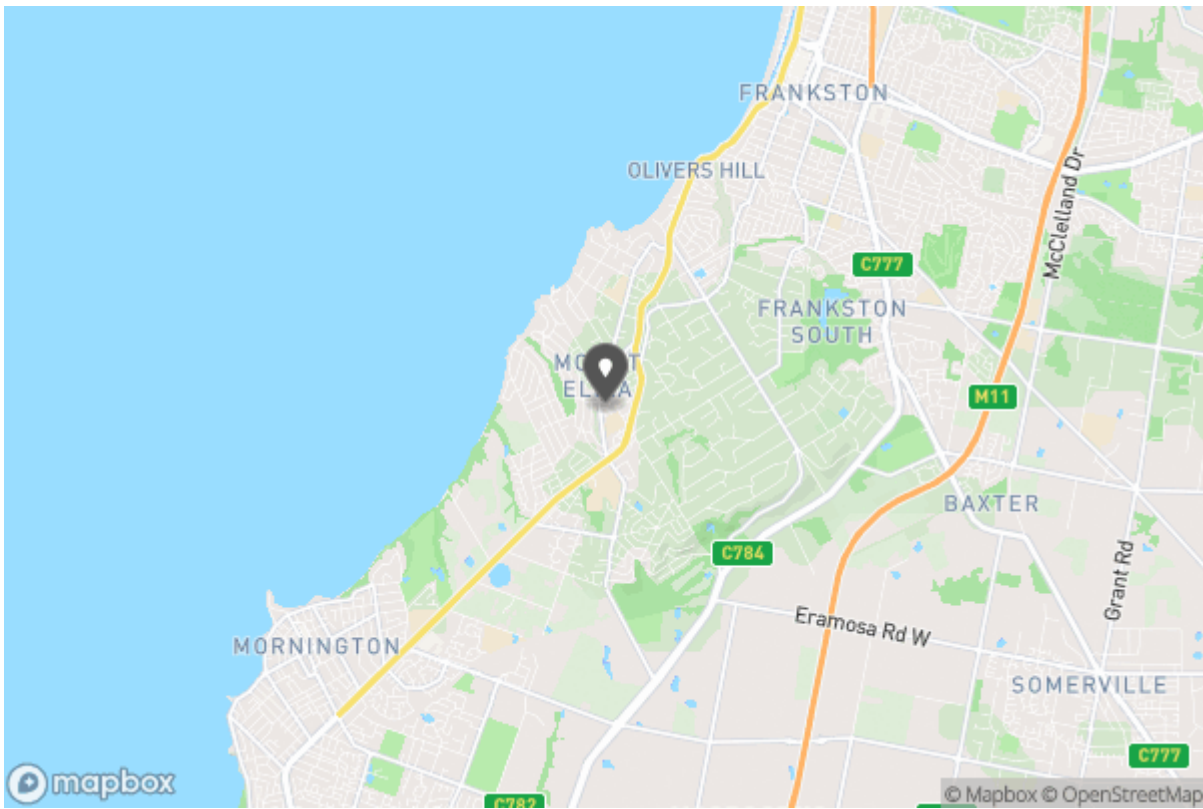 FRANKSTON
OLIVERS HILL
McClelland Dr
C777
FRANKSTON
SOUTH
M11
BAXTER
C784
Grant Rd
Eramosa Rd W
MORNINGTON
SOMERVILLE
C777
mapbox
C782
© Mapbox © OpenStreetMap